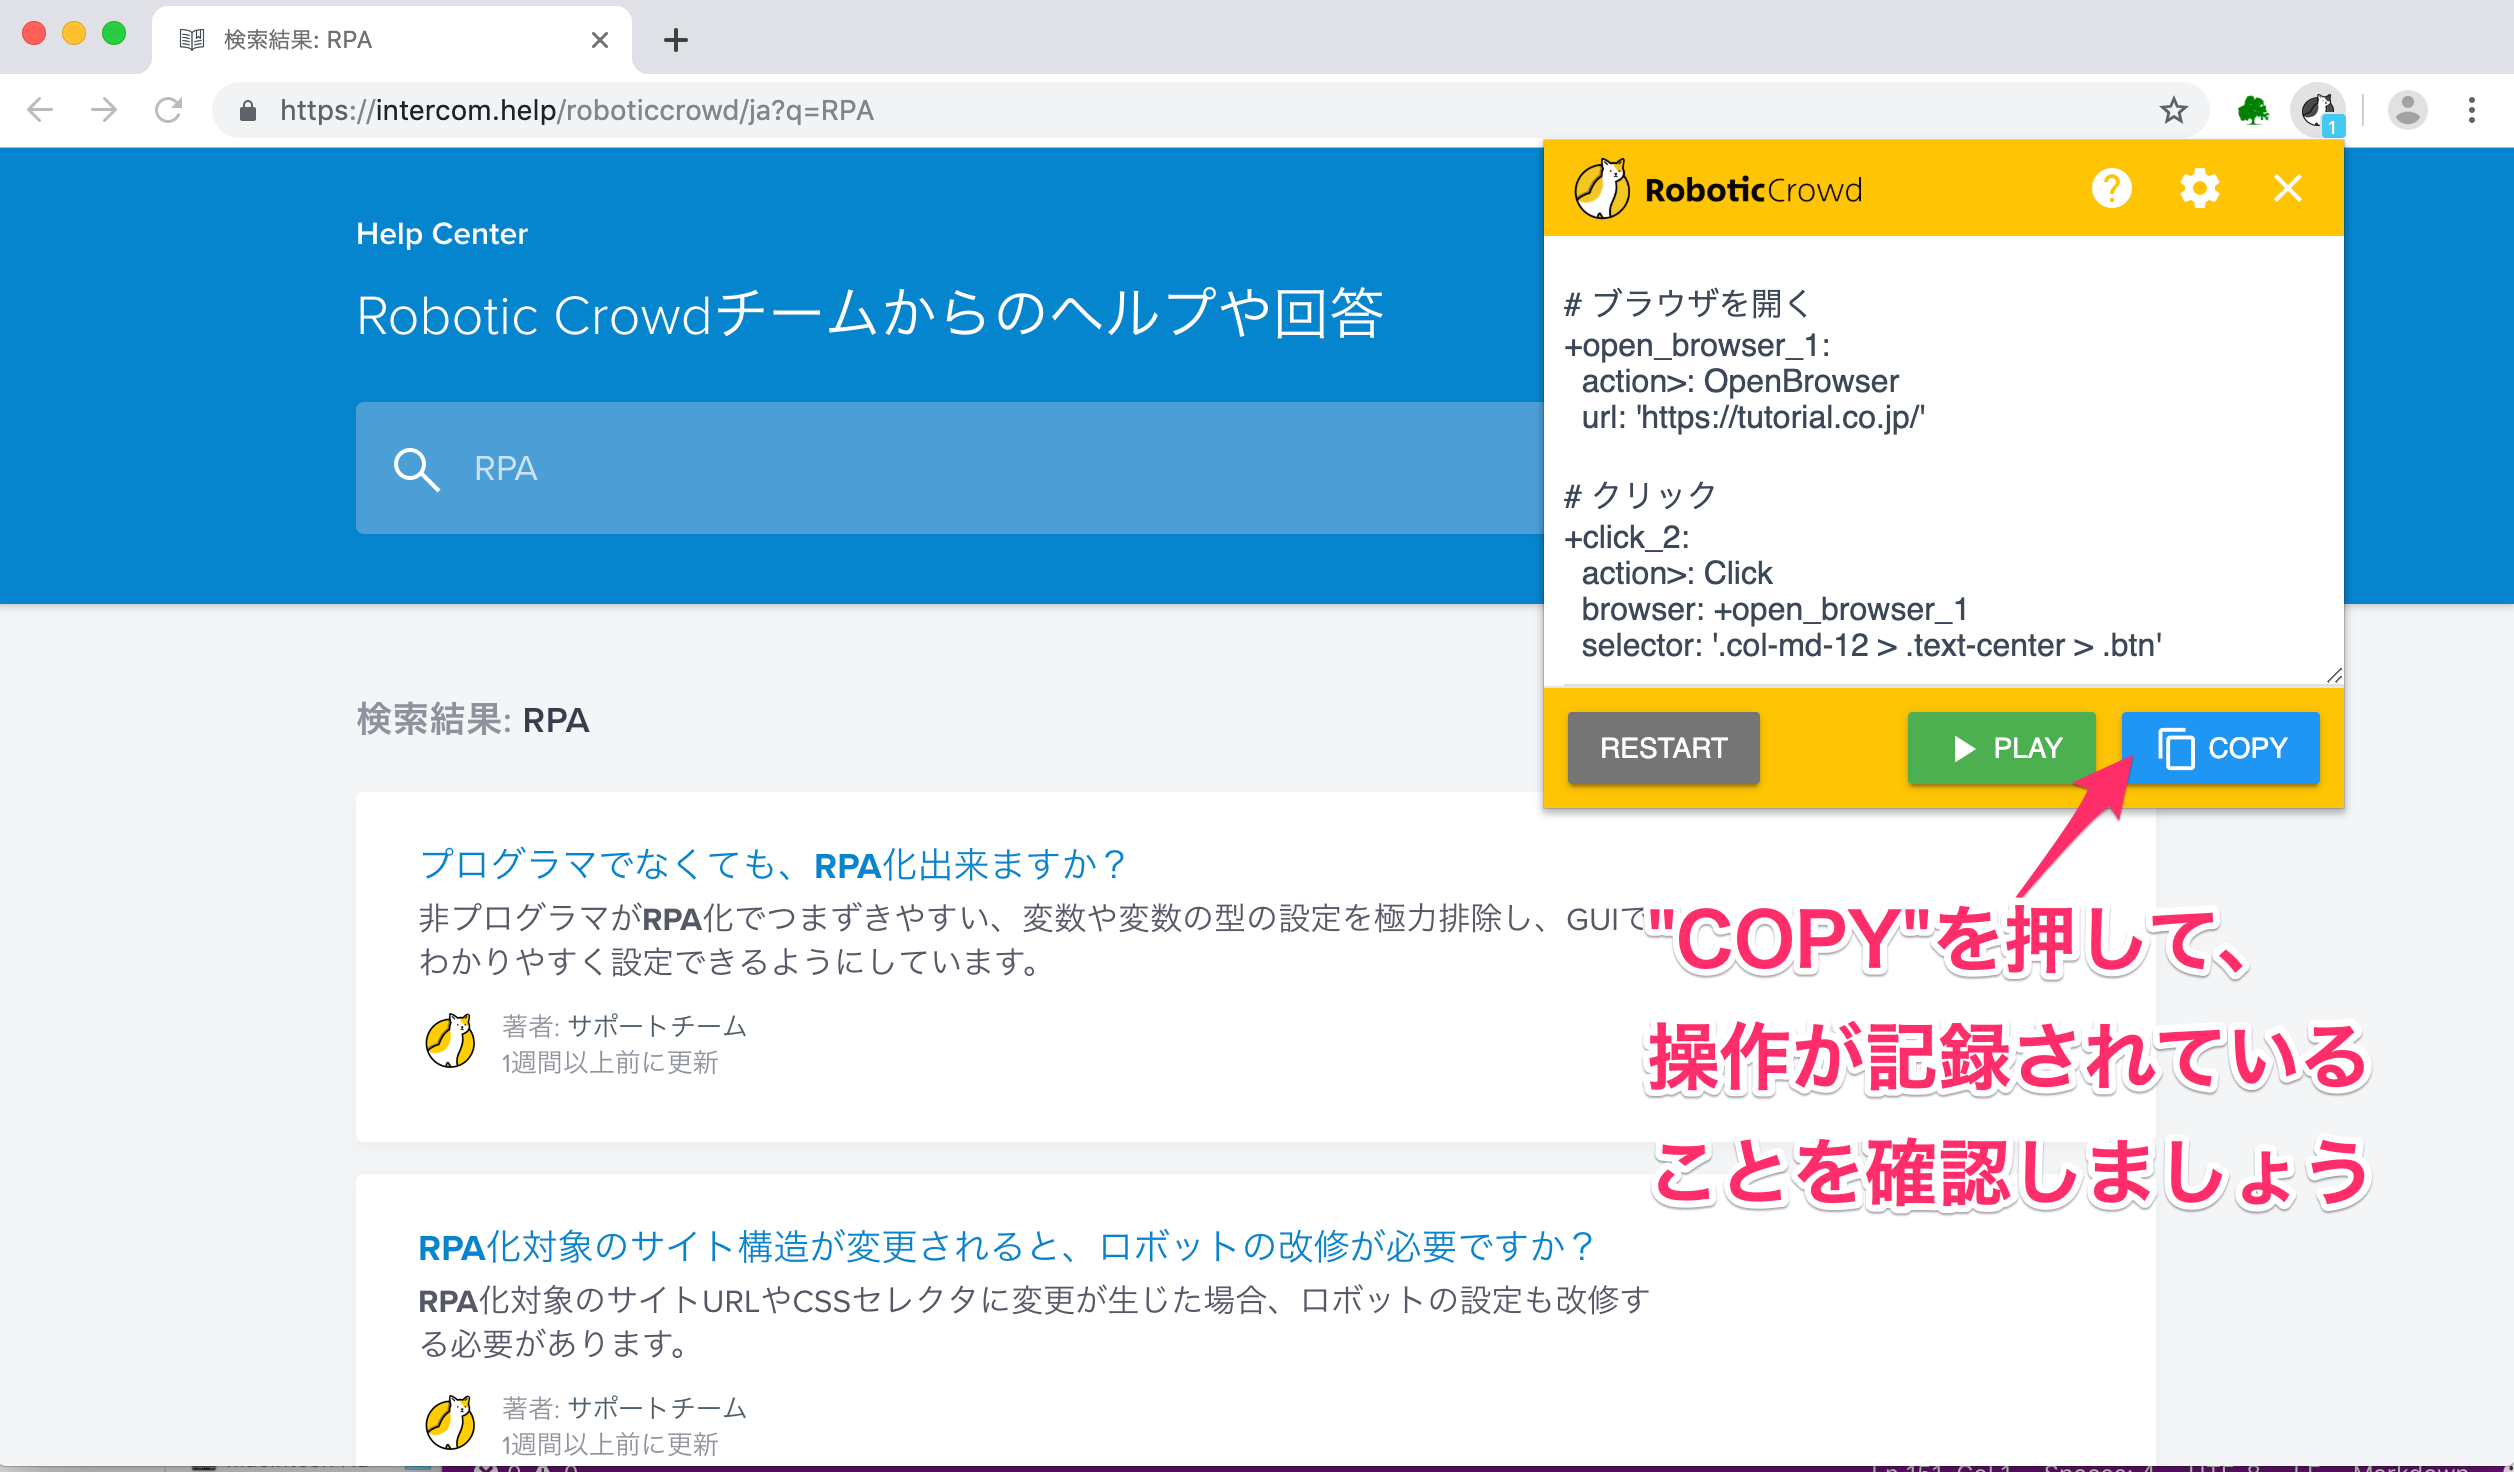 検索結果: RPA
https://intercom.help/roboticcrowd/ja?q=RPA
1
Help Center
Robotic Crowdチームからのヘルプや回答
RPA
RoboticCrowd
# ブラウザを開く
+open_browser_1:
action>: OpenBrowser
url: 'https://tutorial.co.jp/'
# クリック
+click_2:
action>: Click
browser: +open_browser_1
selector: '.col-md-12 > .text-center > .btn'
RESTART
PLAY
COPY
"COPY"を押して、
操作が記録されている
ことを確認しましょう
検索結果: RPA
プログラマでなくても、RPA化出来ますか？
非プログラマがRPA化でつまずきやすい、変数や変数の型の設定を極力排除し、GUIで
わかりやすく設定できるようにしています。
著者: サポートチーム
1週間以上前に更新
RPA化対象のサイト構造が変更されると、ロボットの改修が必要ですか？
RPA化対象のサイトURLやCSSセレクタに変更が生じた場合、ロボットの設定も改修す
る必要があります。
著者: サポートチーム
1週間以上前に更新